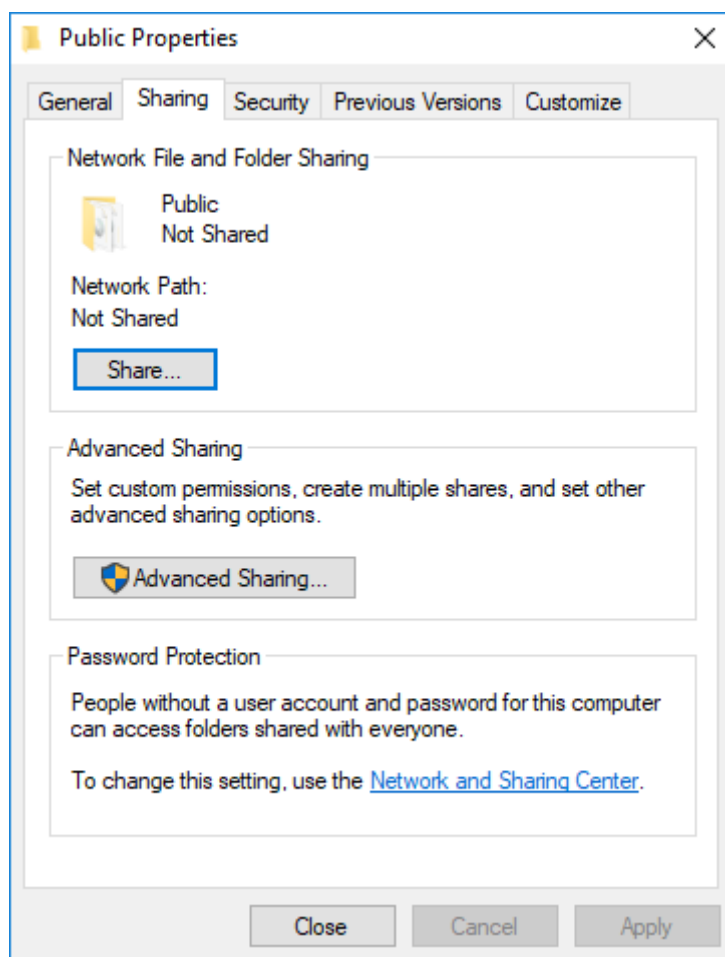 Public Properties
General Sharing Security Previous Versions Customize
Network File and Folder Sharing
Public
Not Shared
Network Path:
Not Shared
Share...
Advanced Sharing
Set custom permissions, create multiple shares, and set other
advanced sharing options.
Advanced Sharing...
Password Protection
People without a user account and password for this computer
can access folders shared with everyone.
To change this setting, use the Network and Sharing Center.
Close Cancel Apply